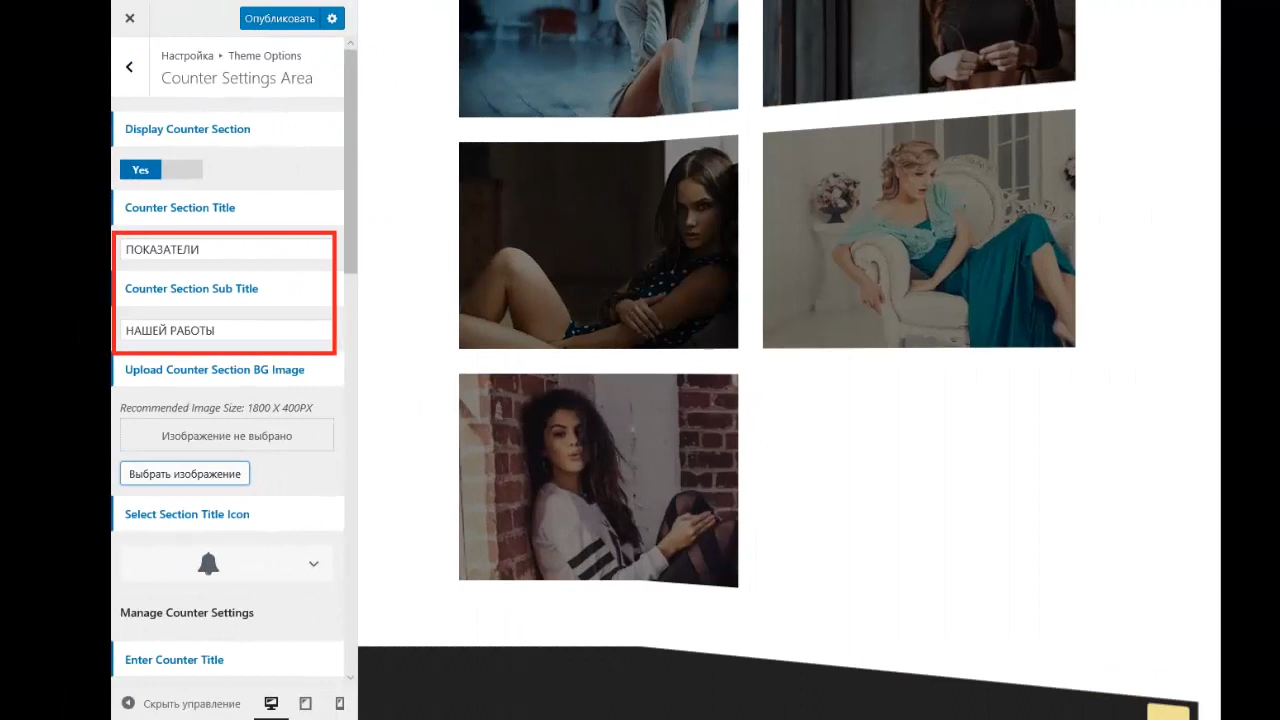 Опубликовать
Настройка ▸ Theme Options
Counter Settings Area
Display Counter Section
Yes
Counter Section Title
ПОКАЗАТЕЛИ
Counter Section Sub Title
НАШЕЙ РАБОТЫ
Upload Counter Section BG Image
Recommended Image Size: 1800 X 400PX
Изображение не выбрано
Выбрать изображение
Select Section Title Icon
Manage Counter Settings
Enter Counter Title
Скрыть управление